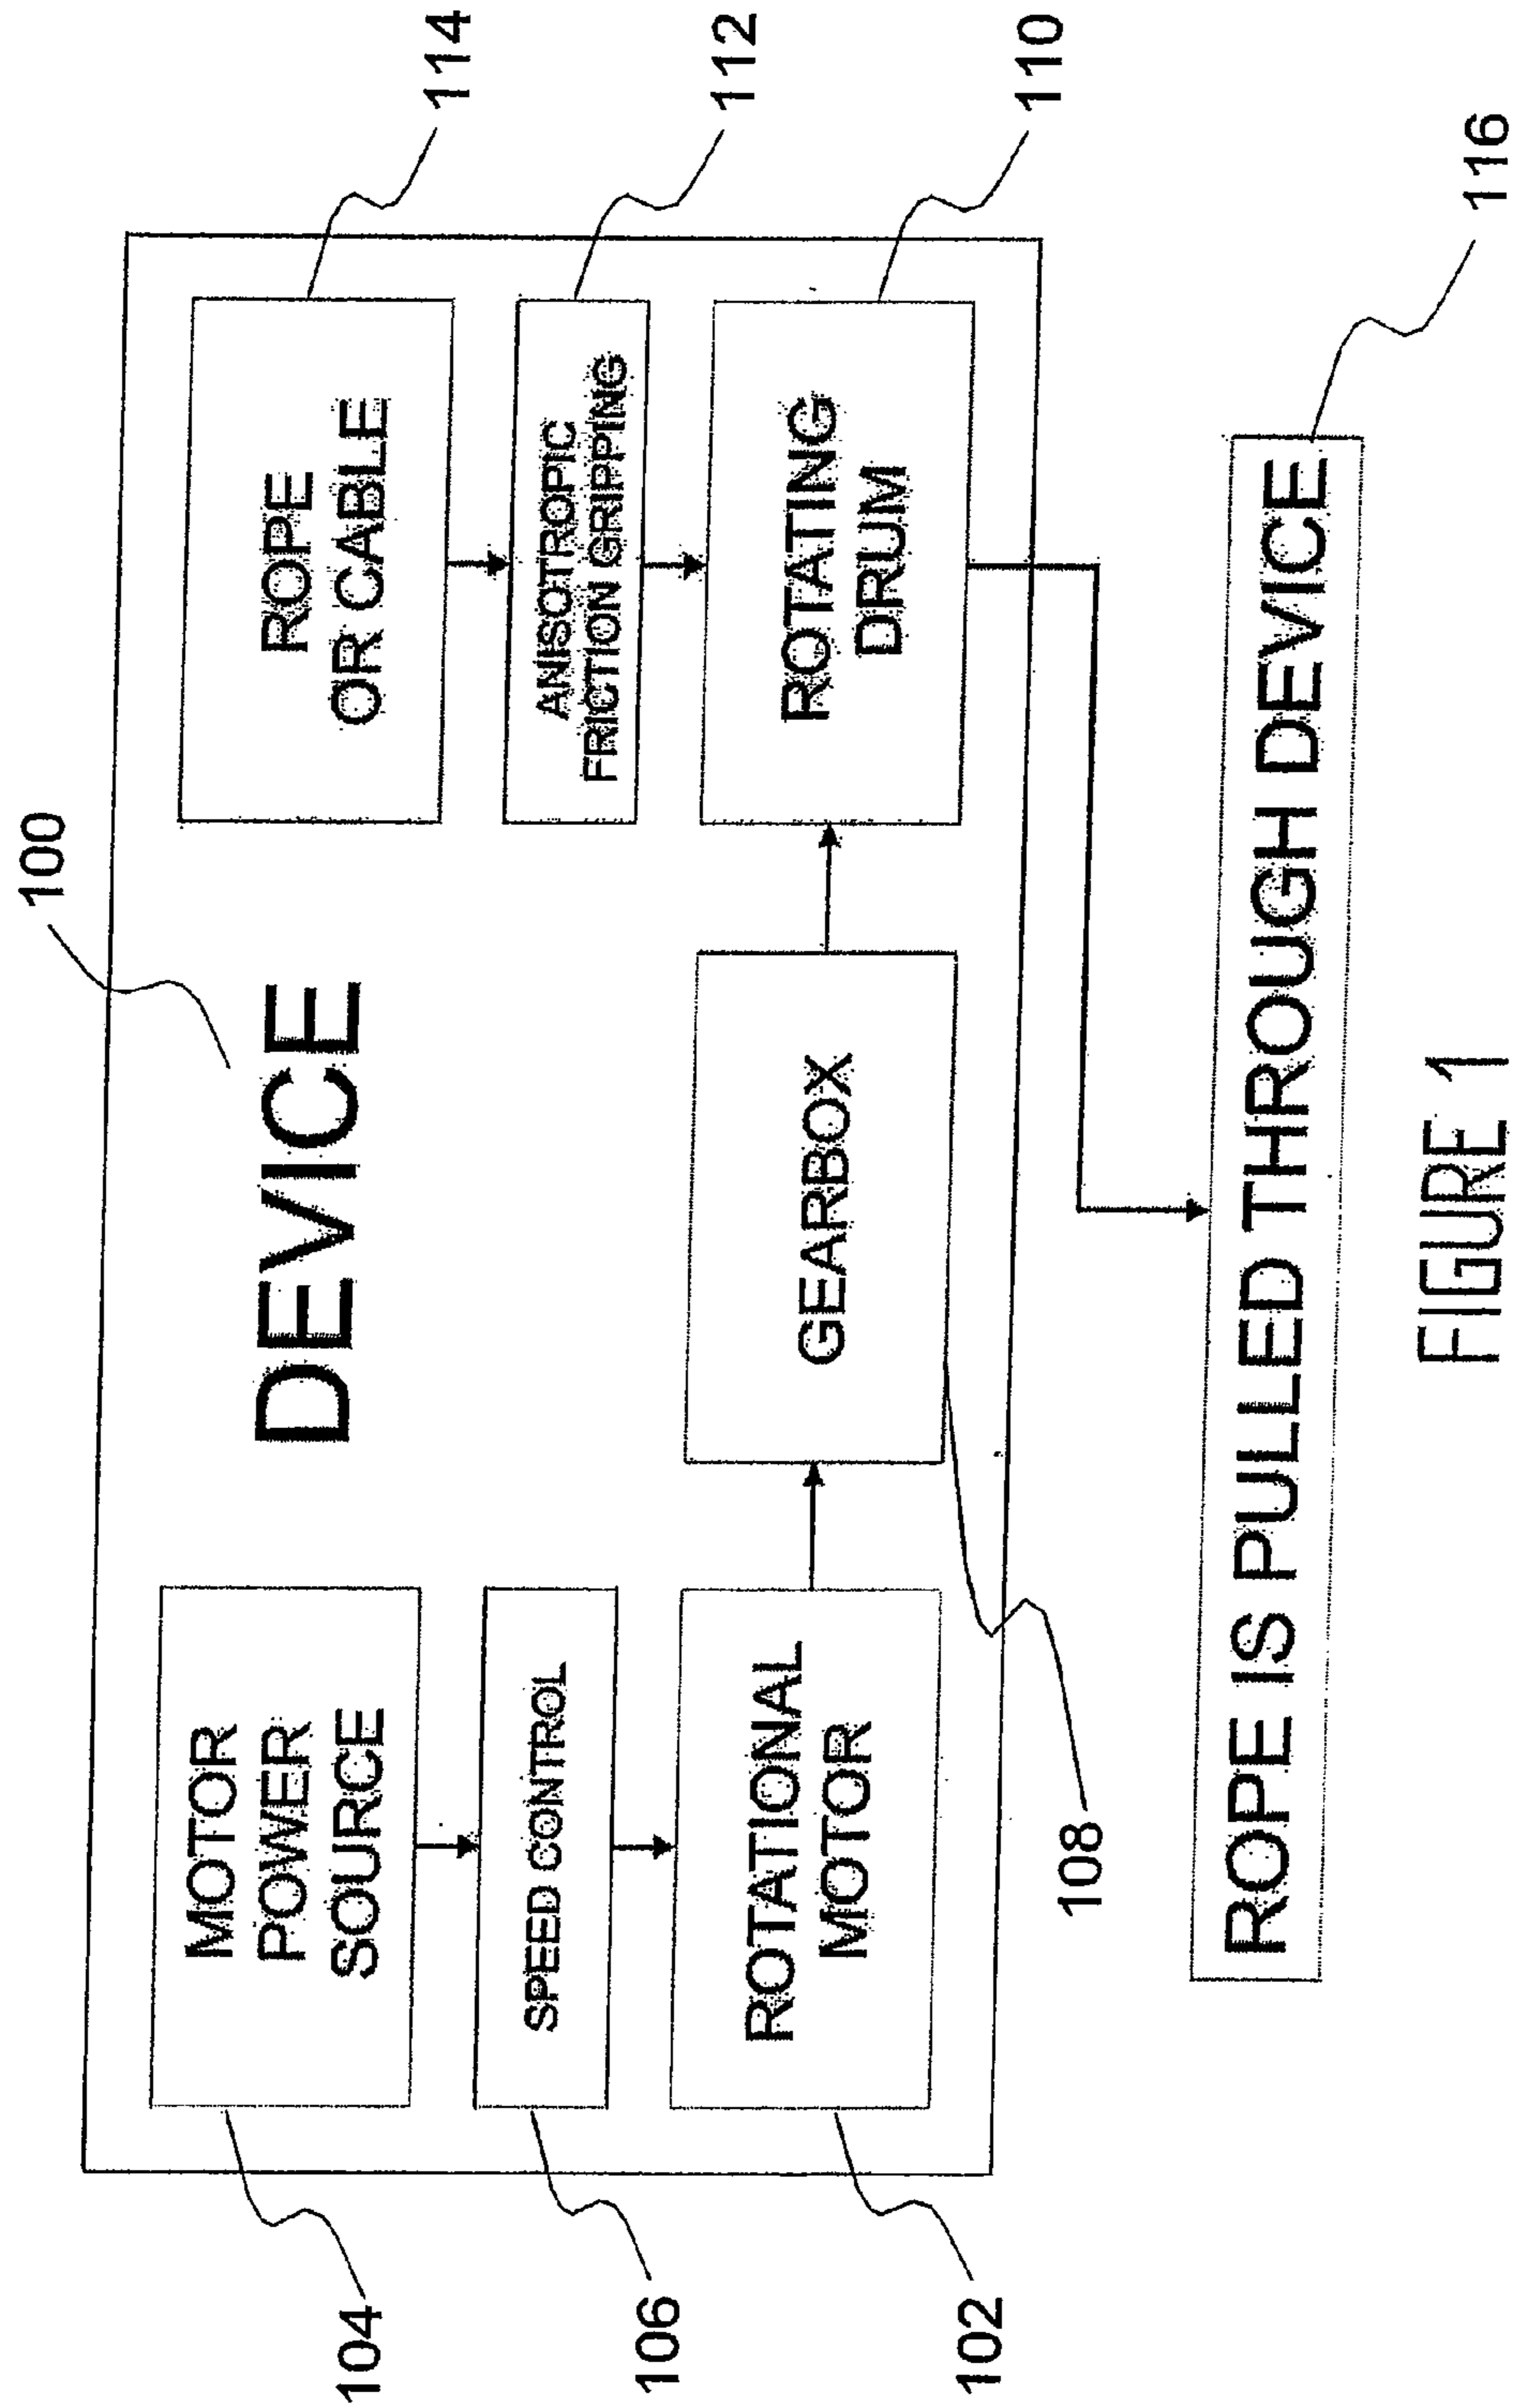 100
DEVICE
104
MOTOR
POWER
SOURCE
106
SPEED CONTROL
102
ROTATIONAL
MOTOR
108
GEARBOX
114
ROPE
OR CABLE
112
ANISOTROPIC
FRICTION GRIPPING
110
ROTATING
DRUM
116
ROPE IS PULLED THROUGH DEVICE
FIGURE 1